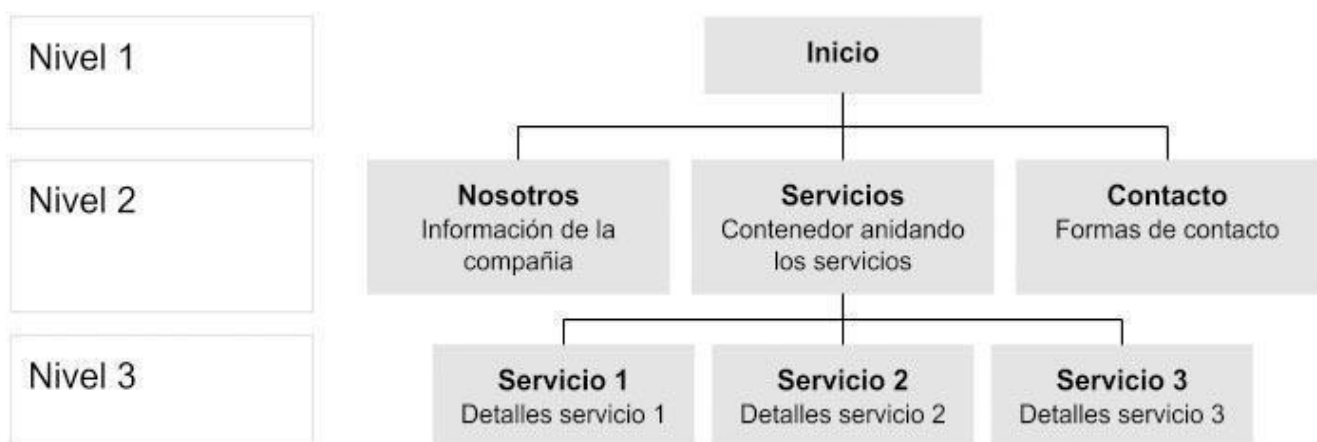 Nivel 1
Inicio
Nivel 2
Nosotros
Información de la
compañia
Servicios
Contenedor anidando
los servicios
Contacto
Formas de contacto
Nivel 3
Servicio 1
Detalles servicio 1
Servicio 2
Detalles servicio 2
Servicio 3
Detalles servicio 3